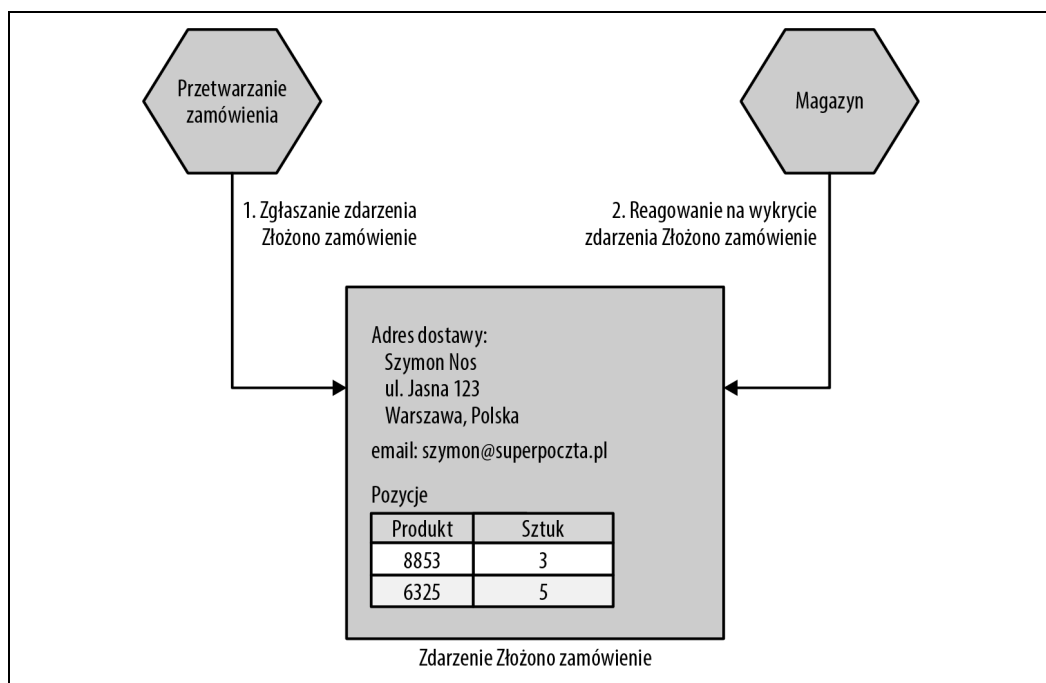 Przetwarzanie
zamówienia
Magazyn
1. Zgłaszanie zdarzenia
Złożono zamówienie
2. Reagowanie na wykrycie
zdarzenia Złożono zamówienie
Adres dostawy:
Szymon Nos
ul. Jasna 123
Warszawa, Polska
email: szymon@superpoczta.pl
Pozycje
Produkt Sztuk
8853 3
6325 5
Zdarzenie Złożono zamówienie